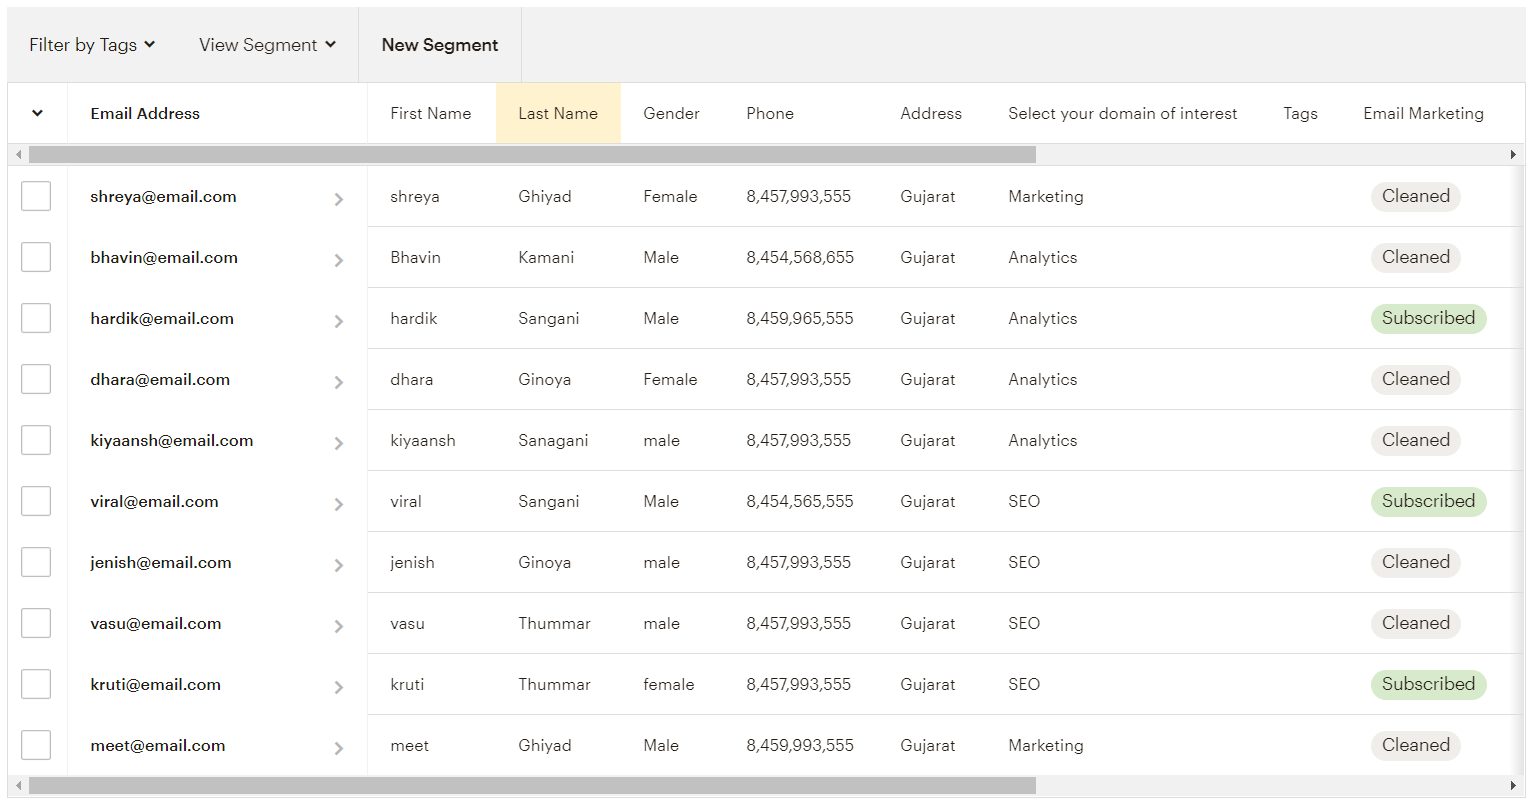 Filter by Tags View Segment New Segment
Email Address First Name Last Name Gender Phone Address Select your domain of interest Tags Email Marketing
shreya@email.com shreya Ghiyad Female 8,457,993,555 Gujarat Marketing Cleaned
bhavin@email.com Bhavin Kamani Male 8,454,568,655 Gujarat Analytics Cleaned
hardik@email.com hardik Sangani Male 8,459,965,555 Gujarat Analytics Subscribed
dhara@email.com dhara Ginoya Female 8,457,993,555 Gujarat Analytics Cleaned
kiyaansh@email.com kiyaansh Sanagani male 8,457,993,555 Gujarat Analytics Cleaned
viral@email.com viral Sangani Male 8,454,565,555 Gujarat SEO Subscribed
jenish@email.com jenish Ginoya male 8,457,993,555 Gujarat SEO Cleaned
vasu@email.com vasu Thummar male 8,457,993,555 Gujarat SEO Cleaned
kruti@email.com kruti Thummar female 8,457,993,555 Gujarat SEO Subscribed
meet@email.com meet Ghiyad Male 8,459,993,555 Gujarat Marketing Cleaned